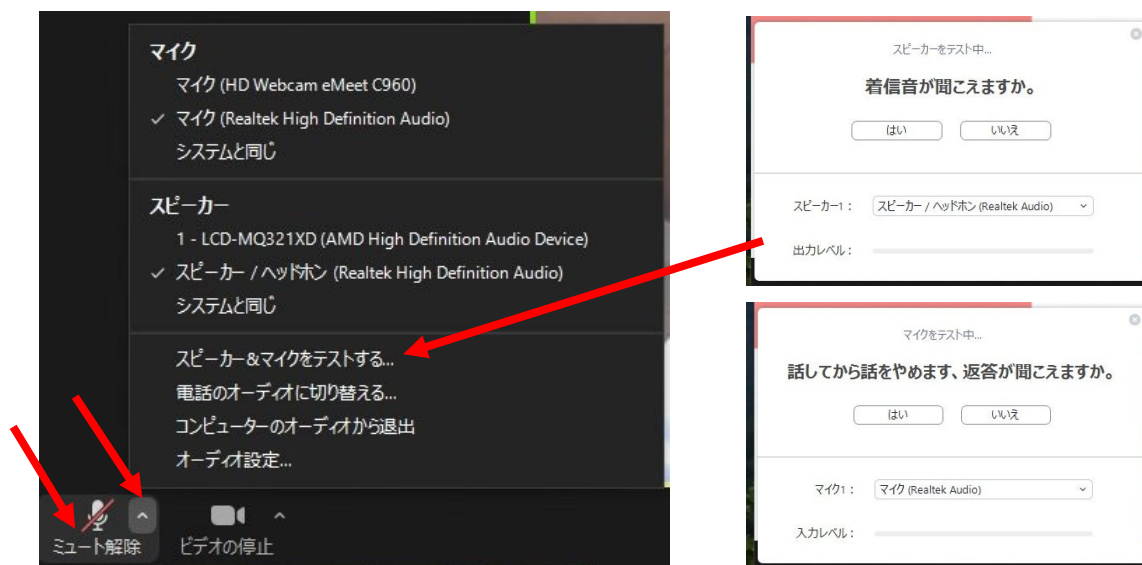 マイク
マイク (HD Webcam eMeet C960)
マイク (Realtek High Definition Audio)
システムと同じ
スピーカー
1 - LCD-MQ321XD (AMD High Definition Audio Device)
スピーカー / ヘッドホン (Realtek High Definition Audio)
システムと同じ
スピーカー&マイクをテストする...
電話のオーディオに切り替える...
コンピューターのオーディオから退出
オーディオ設定...
ミュート解除
ビデオの停止
スピーカーをテスト中...
着信音が聞こえますか。
はい
いいえ
スピーカー1：
スピーカー / ヘッドホン (Realtek Audio)
出力レベル：
マイクをテスト中...
話してから話をやめます、返答が聞こえますか。
はい
いいえ
マイク1：
マイク (Realtek Audio)
入力レベル：